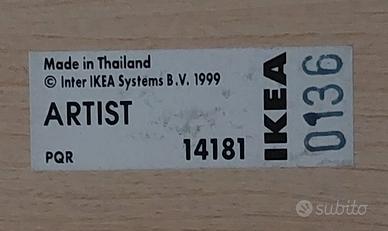 Made in Thailand
© Inter IKEA Systems B.V. 1999
ARTIST
PQR 14181
IKEA
0136
subito